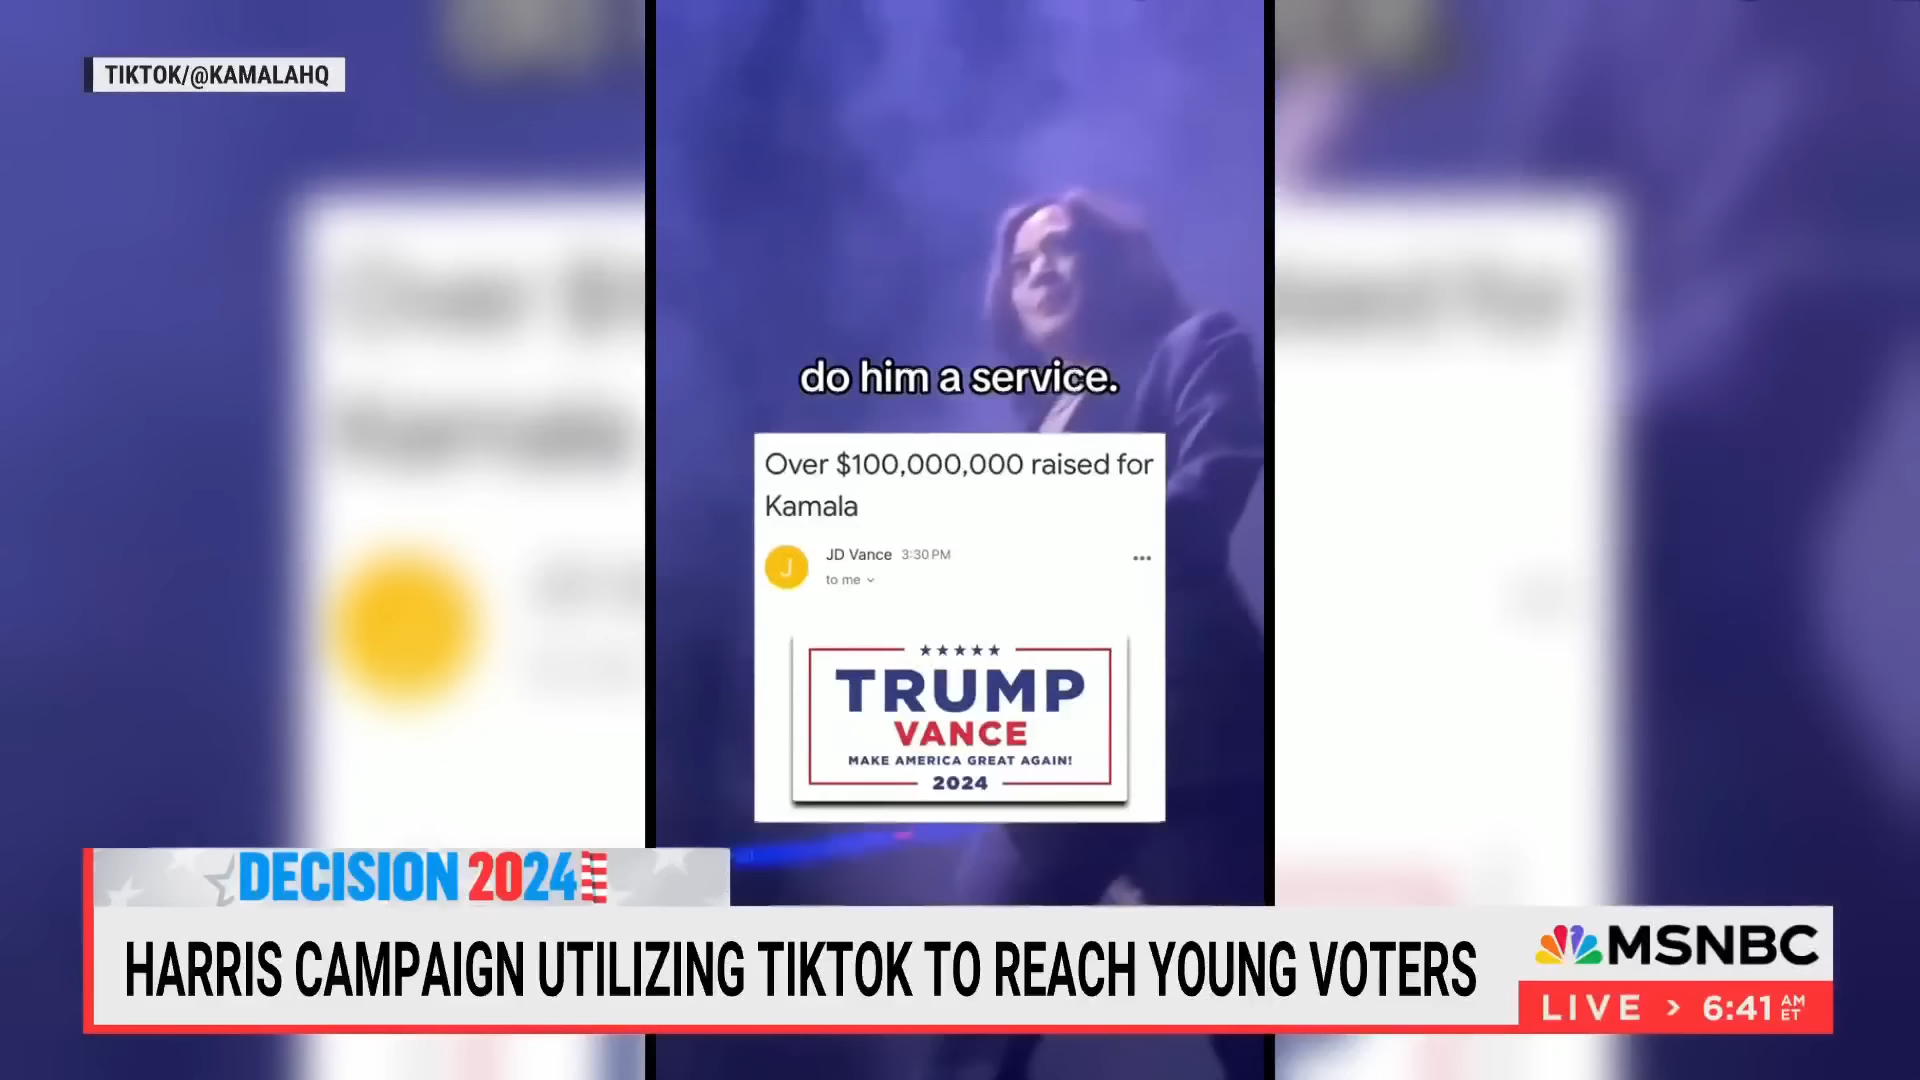 TIKTOK/@KAMALAHQ
do him a service.
Over $100,000,000 raised for
Kamala
J
JD Vance 3:30 PM
to me
TRUMP
VANCE
MAKE AMERICA GREAT AGAIN!
2024
DECISION 2024
HARRIS CAMPAIGN UTILIZING TIKTOK TO REACH YOUNG VOTERS
MSNBC
LIVE > 6:41 AM ET